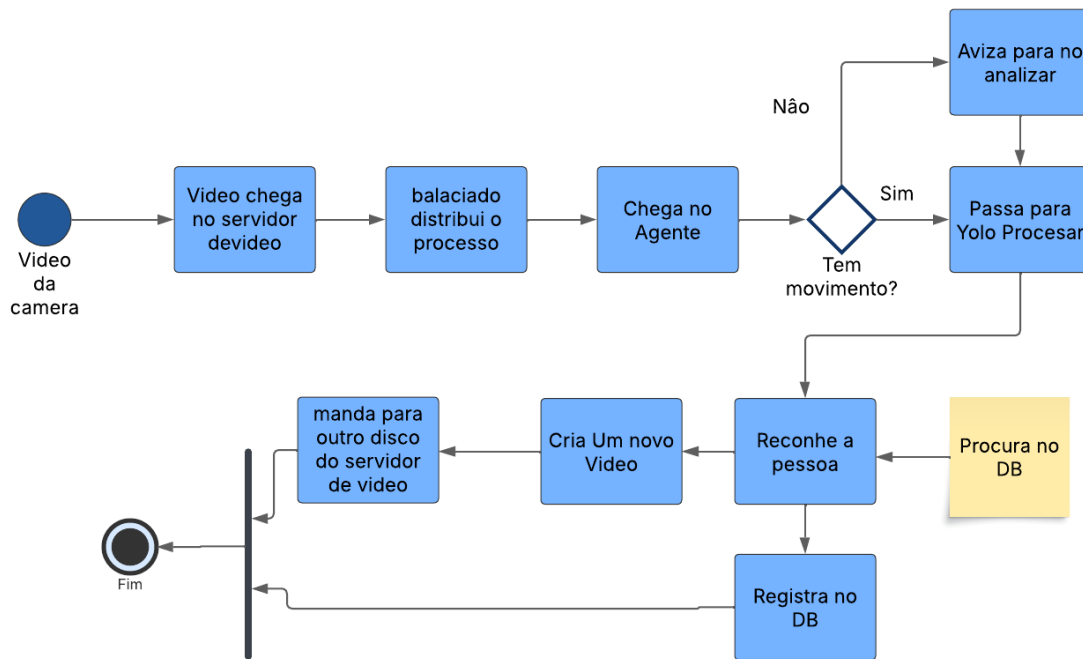 Aviza para no
analizar
Nâo
Video chega
no servidor
devideo
balaciado
distribui o
processo
Chega no
Agente
Sim
Passa para
Yolo Procesar
Video
da
camera
Tem
movimento?
manda para
outro disco
do servidor
de video
Cria Um novo
Video
Reconhe a
pessoa
Procura no
DB
Fim
Registra no
DB